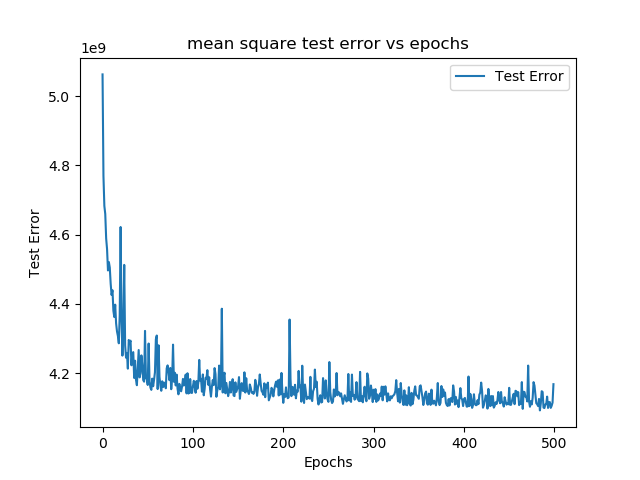 mean square test error vs epochs
1e9
Test Error
5.0
4.8
4.6
4.4
4.2
Test Error
0
100
200
300
400
500
Epochs